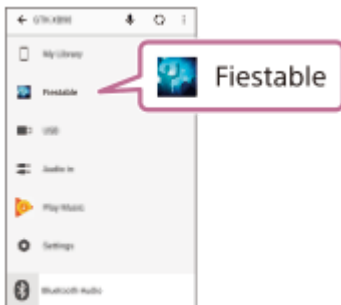 GTK-XB90
My Library
Fiestable
Fiestable
USB
Audio in
Play Music
Settings
Bluetooth Audio